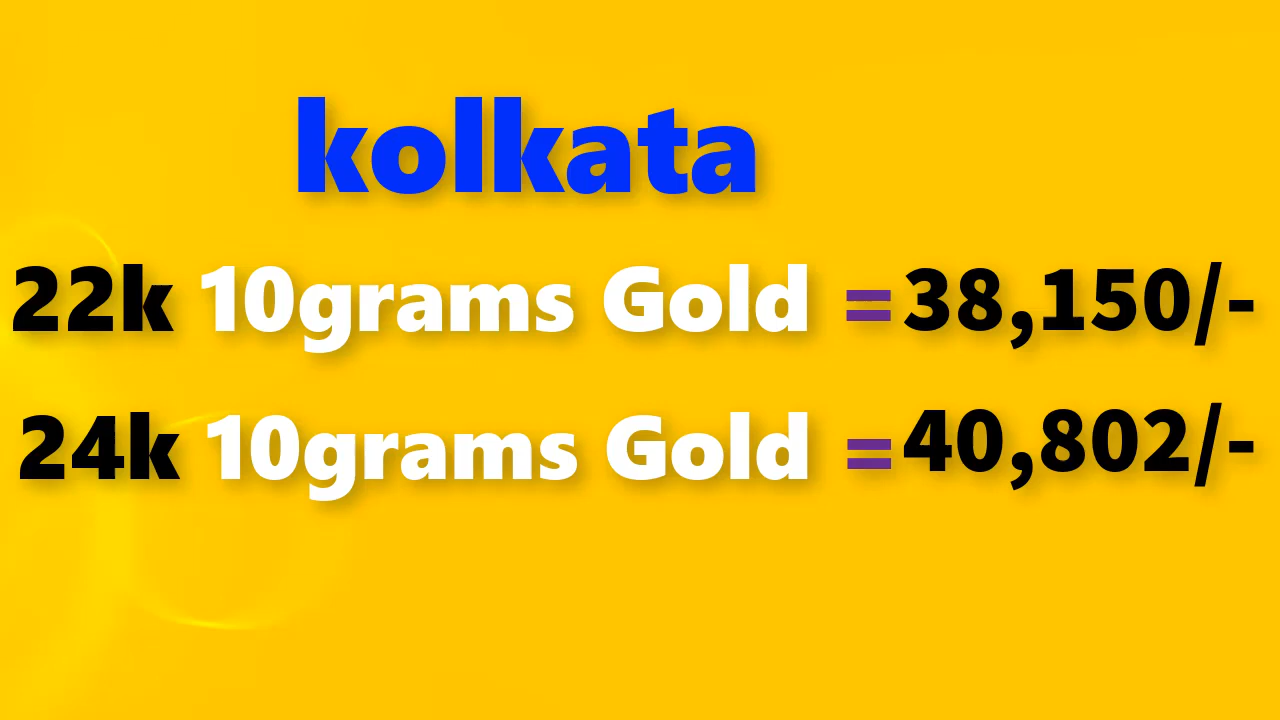 kolkata
22k 10grams Gold =38,150/-
24k 10grams Gold =40,802/-